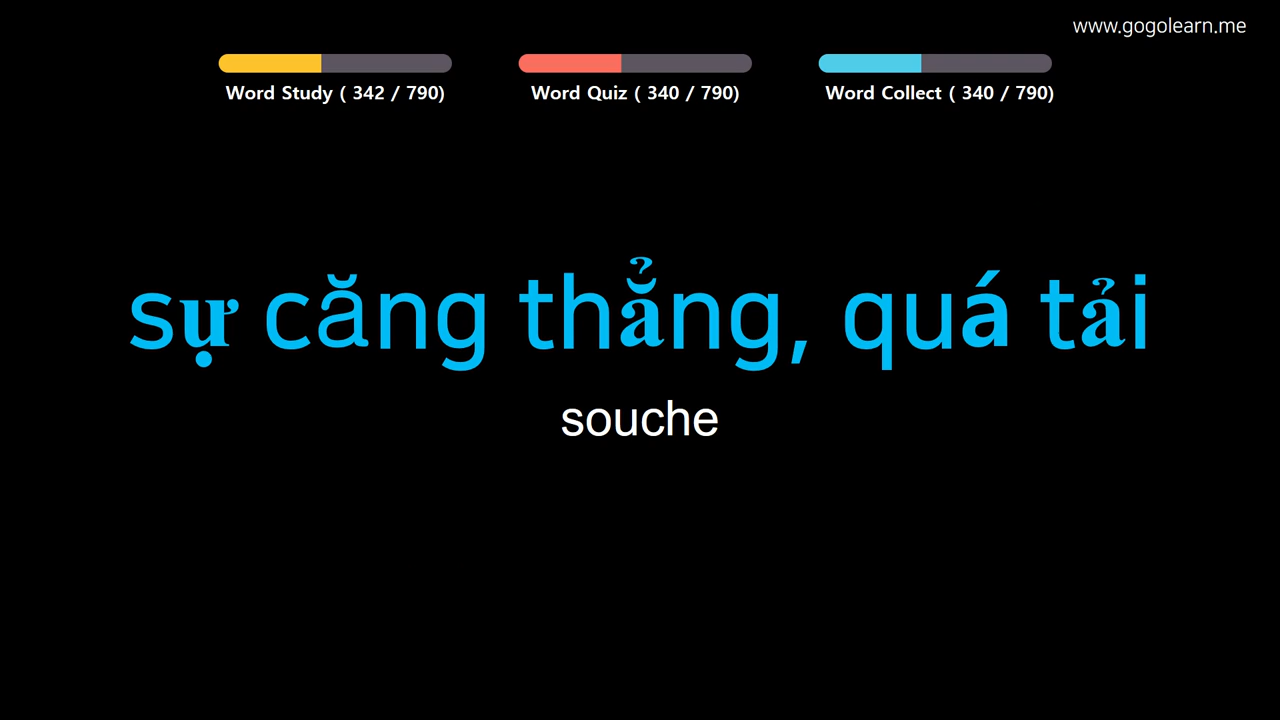 www.gogolearn.me
Word Study ( 342 / 790)
Word Quiz ( 340 / 790)
Word Collect ( 340 / 790)
sự căng thẳng, quá tải
souche